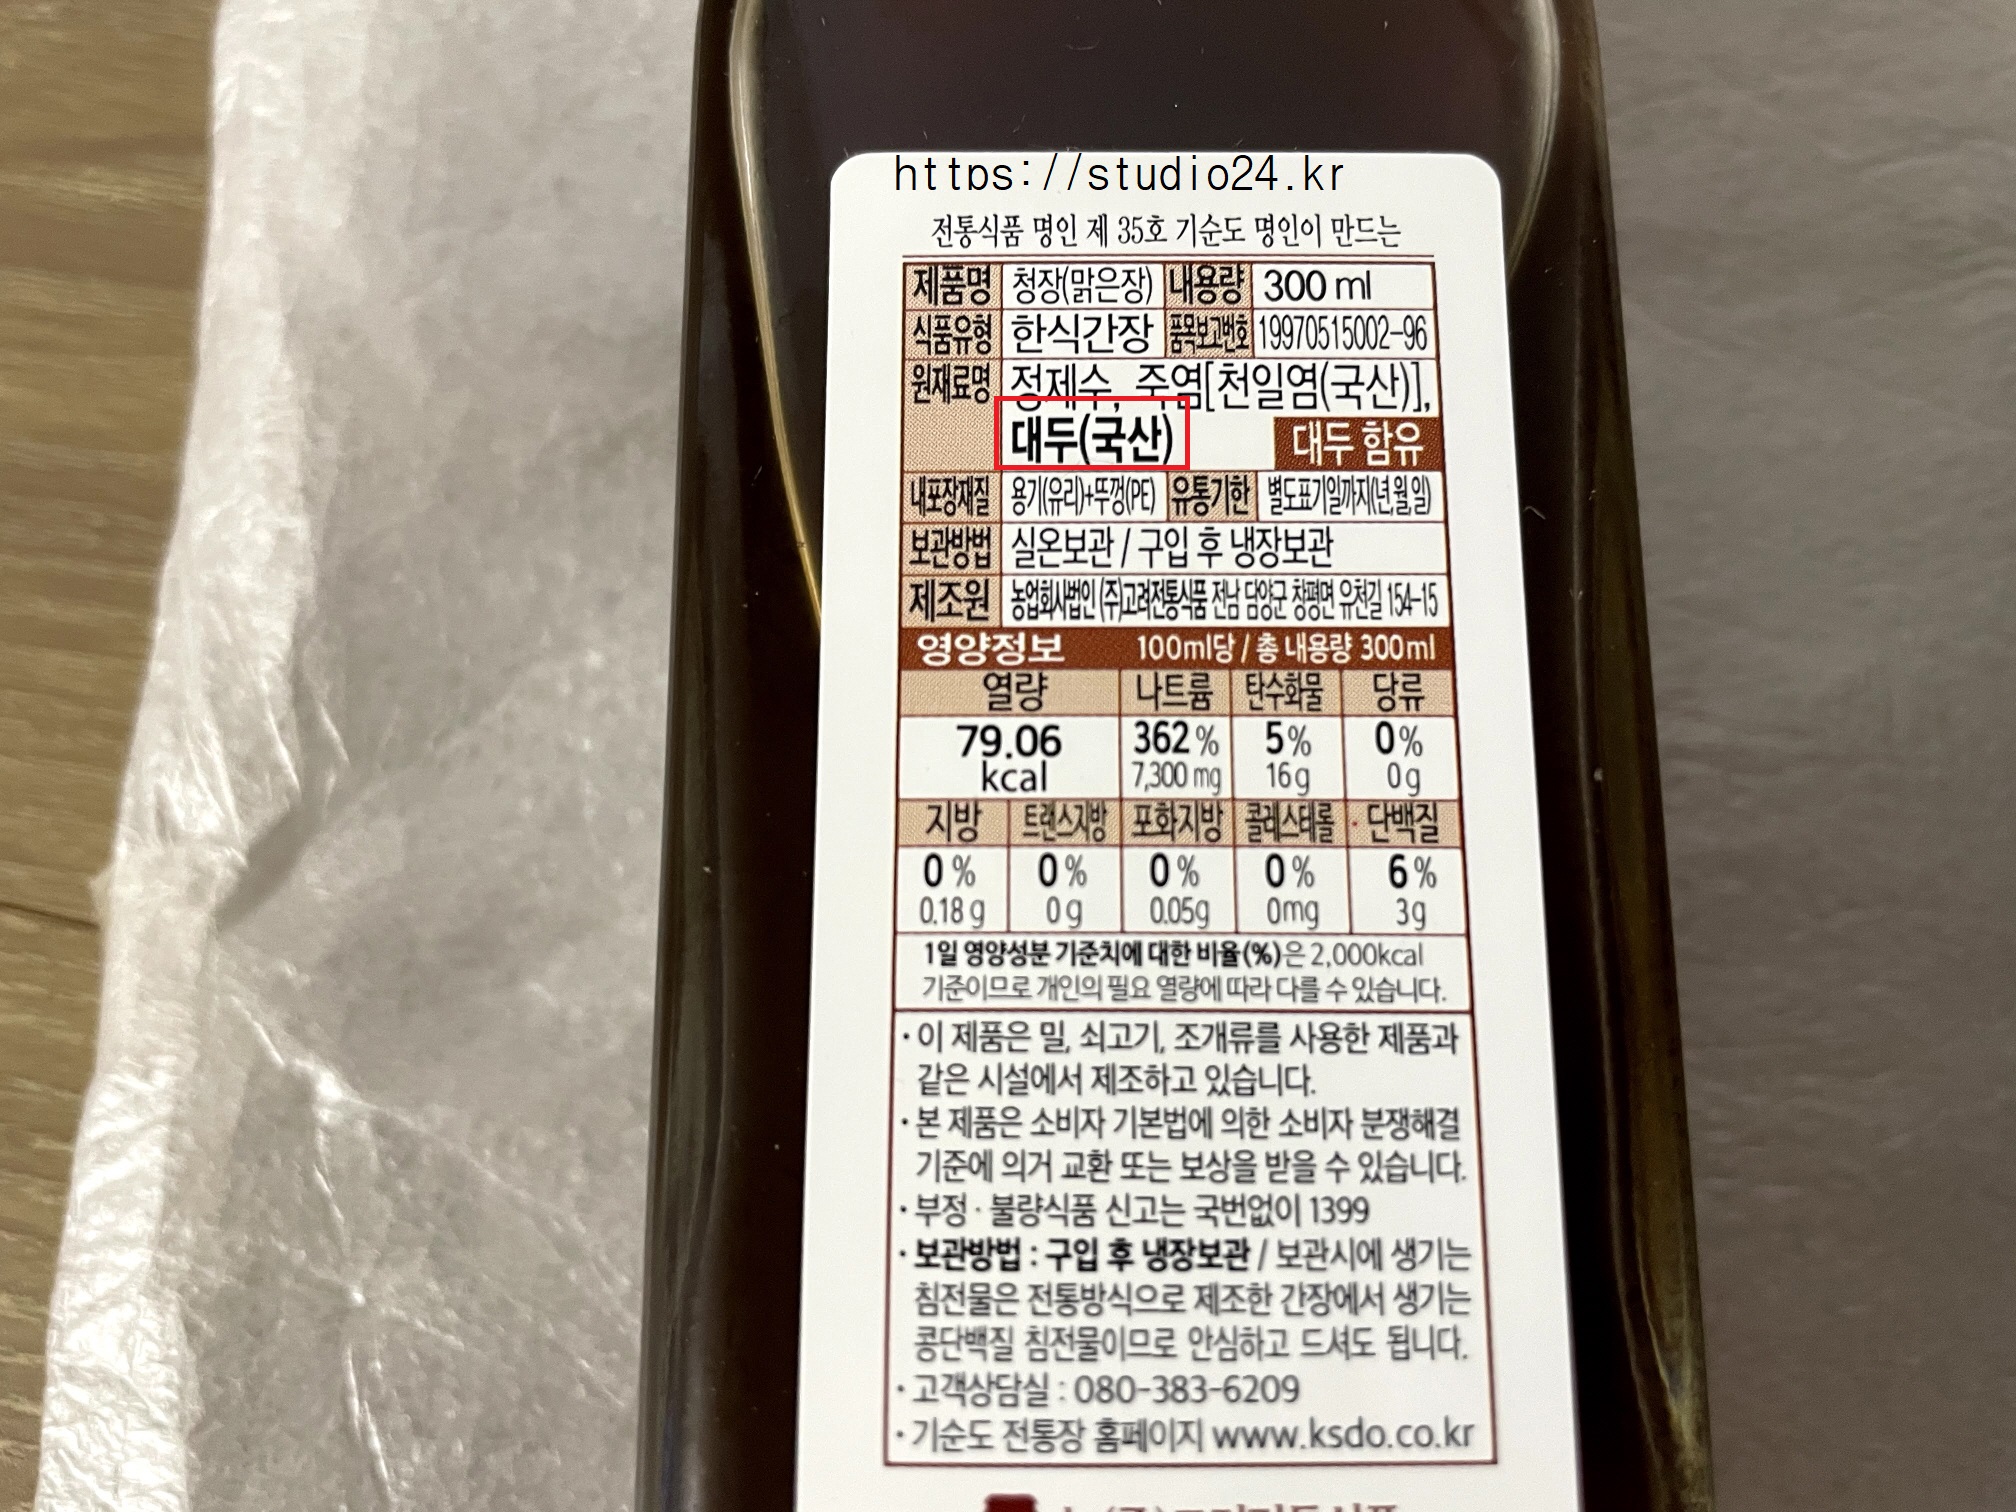 https://studio24.kr
전통식품 명인 제 35호 기순도 명인이 만드는
제품명 청장(맑은장) 내용량 300 ml
식품유형 한식간장 품목보고번호 19970515002-96
원재료명 정제수, 죽염[천일염(국산)],
대두(국산) 대두 함유
내포장재질 용기(유리)+뚜껑(PE) 유통기한 별도표기일까지(년,월,일)
보관방법 실온보관 / 구입 후 냉장보관
제조원 농업회사법인 (주)고려전통식품 전남 담양군 창평면 유천길 154-15
영양정보 100ml당 / 총 내용량 300ml
열량 나트륨 탄수화물 당류
79.06 362 % 5% 0%
kcal 7,300 mg 16g 0g
지방 트랜스지방 포화지방 콜레스테롤 단백질
0 % 0 % 0 % 0 % 6 %
0.18 g 0 g 0.05g 0mg 3g
1일 영양성분 기준치에 대한 비율(%)은 2,000kcal
기준이므로 개인의 필요 열량에 따라 다를 수 있습니다.
· 이 제품은 밀, 쇠고기, 조개류를 사용한 제품과
같은 시설에서 제조하고 있습니다.
· 본 제품은 소비자 기본법에 의한 소비자 분쟁해결
기준에 의거 교환 또는 보상을 받을 수 있습니다.
· 부정 · 불량식품 신고는 국번없이 1399
· 보관방법 : 구입 후 냉장보관 / 보관시에 생기는
침전물은 전통방식으로 제조한 간장에서 생기는
콩단백질 침전물이므로 안심하고 드셔도 됩니다.
· 고객상담실 : 080-383-6209
· 기순도 전통장 홈페이지 www.ksdo.co.kr